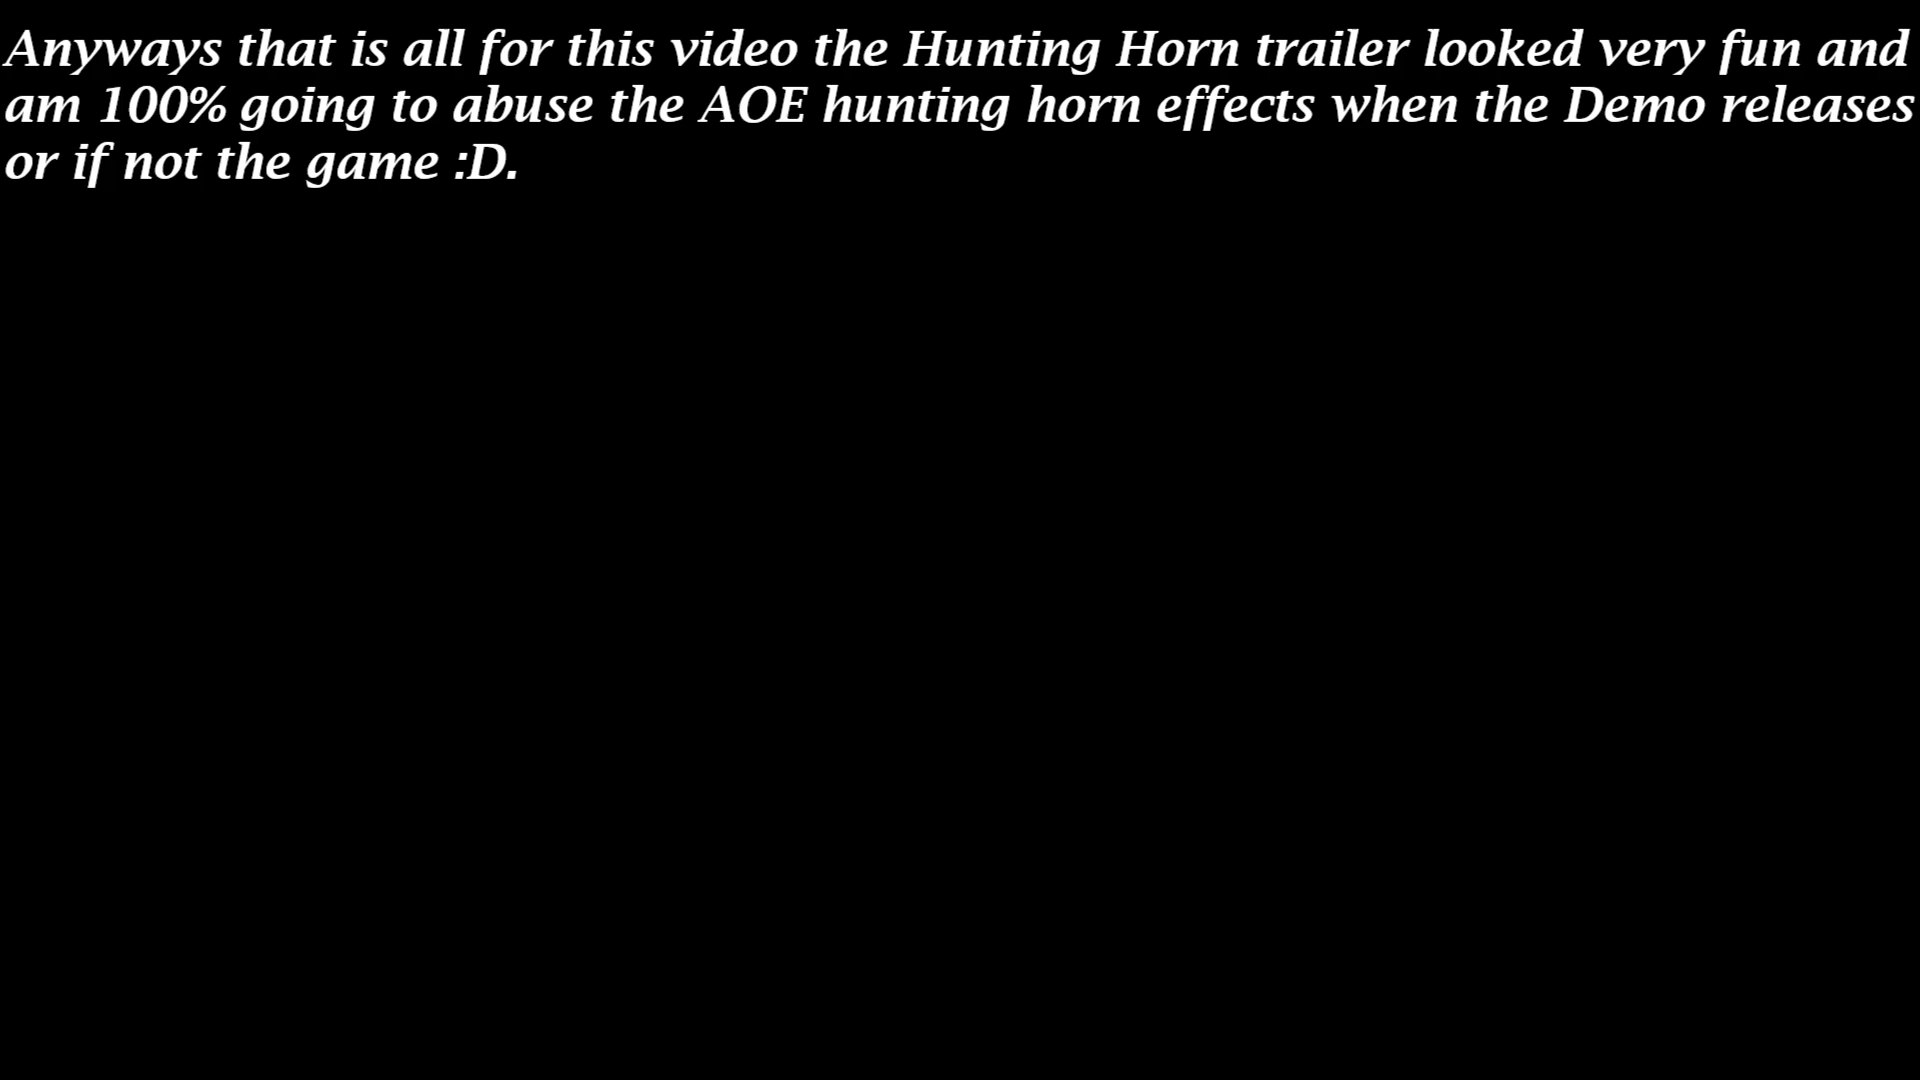 Anyways that is all for this video the Hunting Horn trailer looked very fun and
am 100% going to abuse the AOE hunting horn effects when the Demo releases
or if not the game :D.